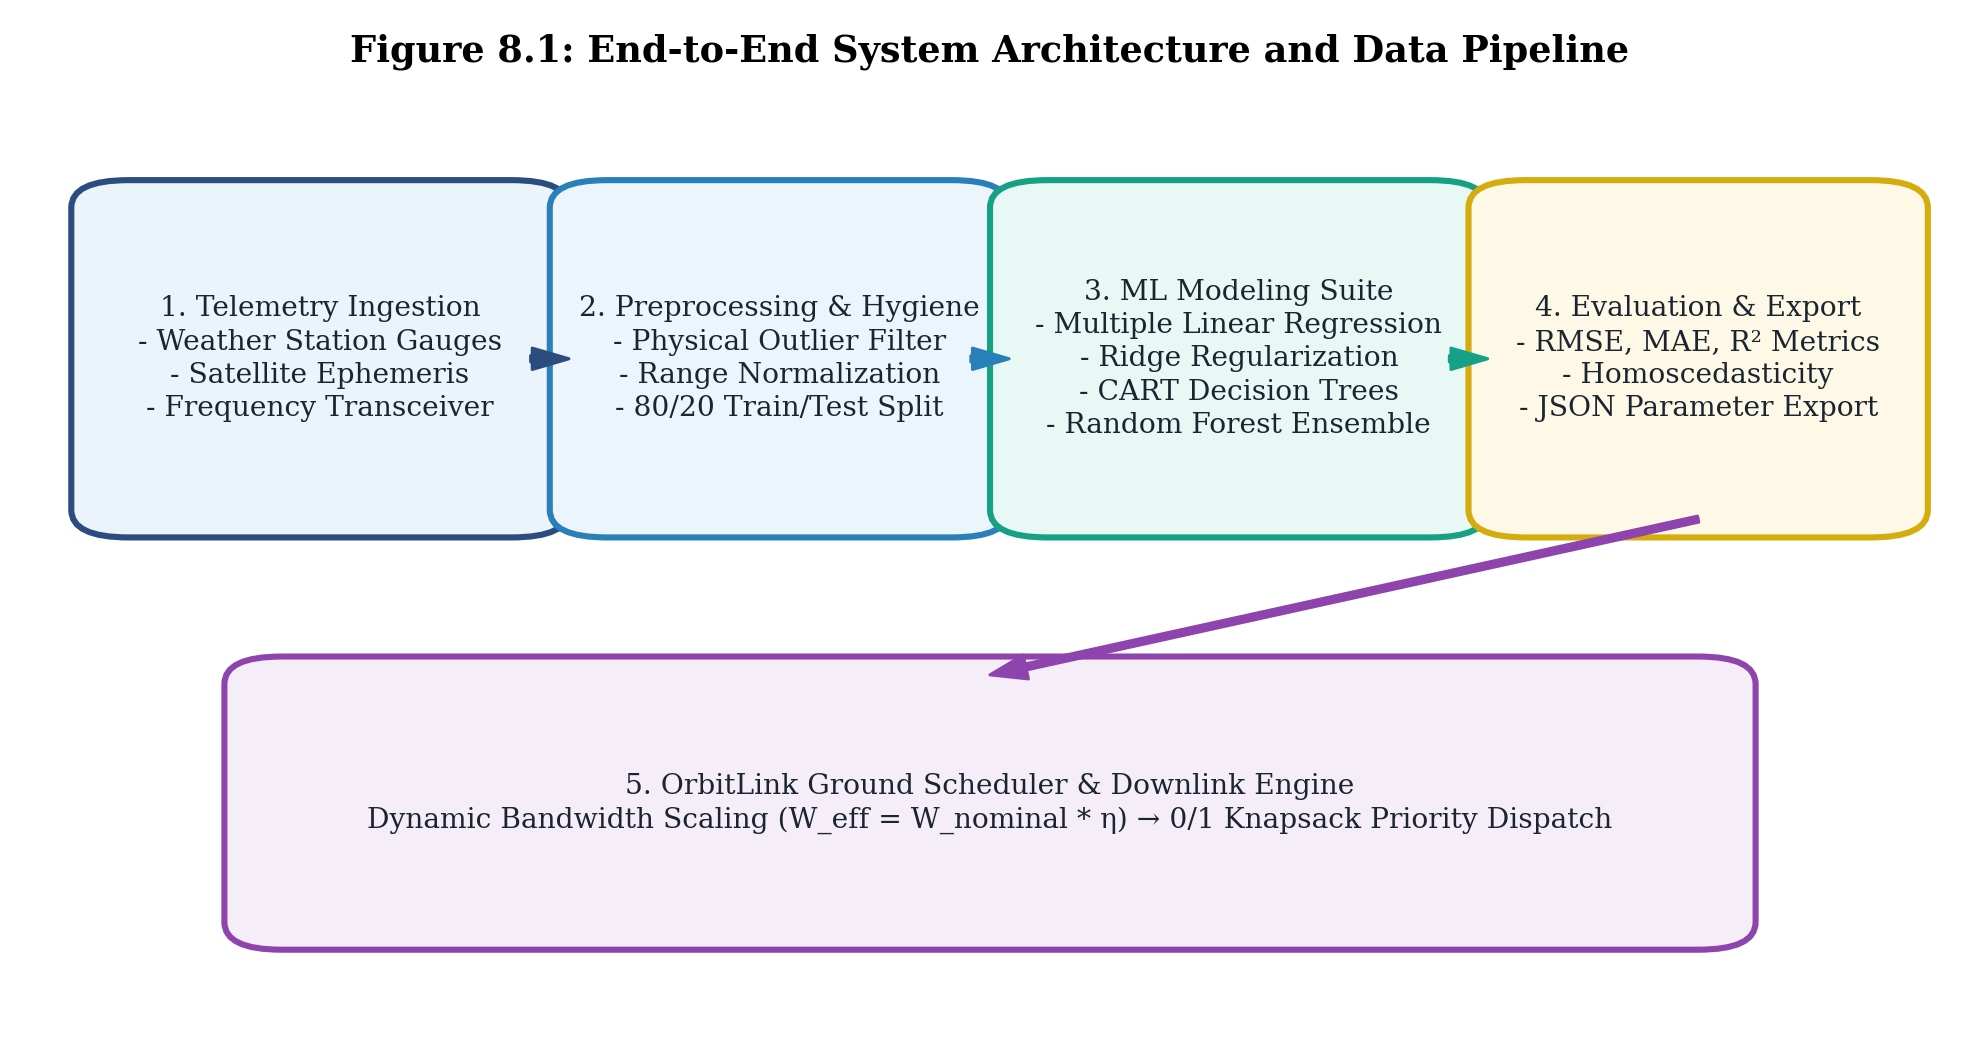 Figure 8.1: End-to-End System Architecture and Data Pipeline
1. Telemetry Ingestion
- Weather Station Gauges
- Satellite Ephemeris
- Frequency Transceiver
2. Preprocessing & Hygiene
- Physical Outlier Filter
- Range Normalization
- 80/20 Train/Test Split
3. ML Modeling Suite
- Multiple Linear Regression
- Ridge Regularization
- CART Decision Trees
- Random Forest Ensemble
4. Evaluation & Export
- RMSE, MAE, R² Metrics
- Homoscedasticity
- JSON Parameter Export
5. OrbitLink Ground Scheduler & Downlink Engine
Dynamic Bandwidth Scaling (W_eff = W_nominal * η) → 0/1 Knapsack Priority Dispatch